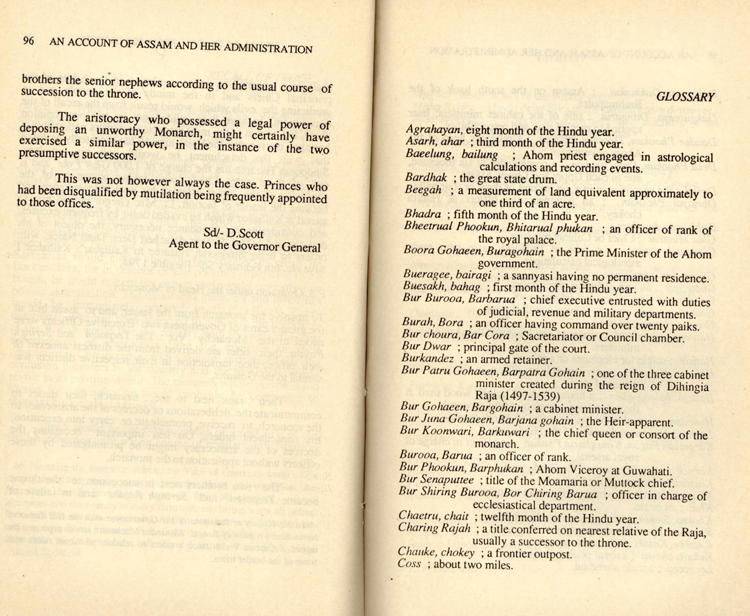 96 AN ACCOUNT OF ASSAM AND HER ADMINISTRATION
brothers the senior nephews according to the usual course of
succession to the throne.
The aristocracy who possessed a legal power of
deposing an unworthy Monarch, might certainly have
exercised a similar power, in the instance of the two
presumptive successors.
This was not however always the case. Princes who
had been disqualified by mutilation being frequently appointed
to those offices.
Sd/- D.Scott
Agent to the Governor General
GLOSSARY
Agrahayan, eight month of the Hindu year.
Asarh, ahar ; third month of the Hindu year.
Baeelung, bailung ; Ahom priest engaged in astrological
calculations and recording events.
Bardhak ; the great state drum.
Beegah ; a measurement of land equivalent approximately to
one third of an acre.
Bhadra ; fifth month of the Hindu year.
Bheetrual Phookun, Bhitarual phukan ; an officer of rank of
the royal palace.
Boora Gohaeen, Buragohain ; the Prime Minister of the Ahom
government.
Bueragee, bairagi ; a sannyasi having no permanent residence.
Buesakh, bahag ; first month of the Hindu year.
Bur Burooa, Barbarua ; chief executive entrusted with duties
of judicial, revenue and military departments.
Burah, Bora ; an officer having command over twenty paiks.
Bur choura, Bar Cora ; Sacretariator or Council chamber.
Bur Dwar ; principal gate of the court.
Burkandez ; an armed retainer.
Bur Patru Gohaeen, Barpatra Gohain ; one of the three cabinet
minister created during the reign of Dihingia
Raja (1497-1539)
Bur Gohaeen, Bargohain ; a cabinet minister.
Bur Juna Gohaeen, Barjana gohain ; the Heir-apparent.
Bur Koonwari, Barkuwari ; the chief queen or consort of the
monarch.
Burooa, Barua ; an officer of rank.
Bur Phookun, Barphukan ; Ahom Viceroy at Guwahati.
Bur Senaputtee ; title of the Moamaria or Muttock chief.
Bur Shiring Burooa, Bor Chiring Barua ; officer in charge of
ecclesiastical department.
Chaetru, chait ; twelfth month of the Hindu year.
Charing Rajah ; a title conferred on nearest relative of the Raja,
usually a successor to the throne.
Chauke, chokey ; a frontier outpost.
Coss ; about two miles.